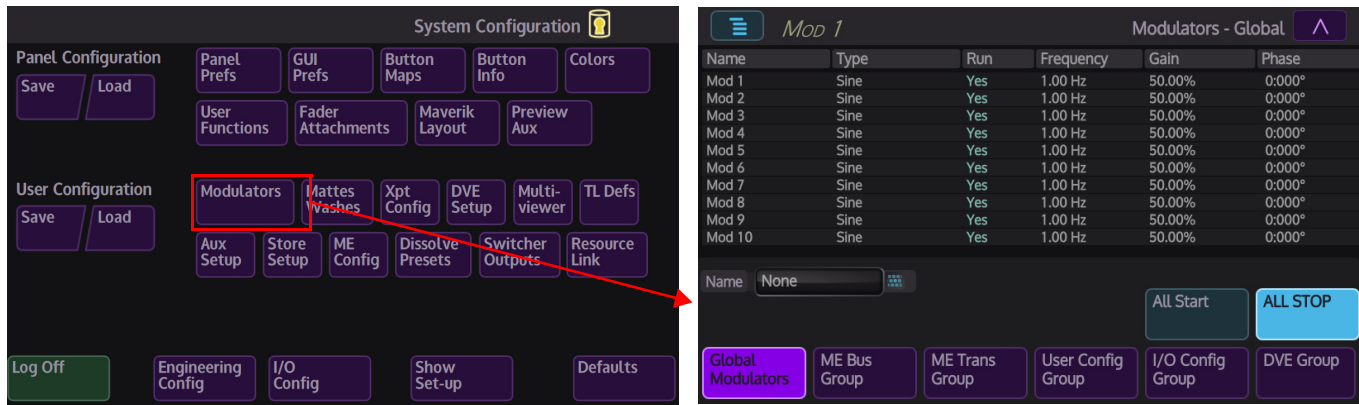 System Configuration
Panel Configuration
Save
Load
Panel
Prefs
GUI
Prefs
Button
Maps
Button
Info
Colors
User
Functions
Fader
Attachments
Maverik
Layout
Preview
Aux
User Configuration
Save
Load
Modulators
Mattes
Washes
Xpt
Config
DVE
Setup
Multi-
viewer
TL Defs
Aux
Setup
Store
Setup
ME
Config
Dissolve
Presets
Switcher
Outputs
Resource
Link
Log Off
Engineering
Config
I/O
Config
Show
Set-up
Defaults
Mod 1
Modulators - Global
Name Type Run Frequency Gain Phase
Mod 1 Sine Yes 1.00 Hz 50.00% 0:000°
Mod 2 Sine Yes 1.00 Hz 50.00% 0:000°
Mod 3 Sine Yes 1.00 Hz 50.00% 0:000°
Mod 4 Sine Yes 1.00 Hz 50.00% 0:000°
Mod 5 Sine Yes 1.00 Hz 50.00% 0:000°
Mod 6 Sine Yes 1.00 Hz 50.00% 0:000°
Mod 7 Sine Yes 1.00 Hz 50.00% 0:000°
Mod 8 Sine Yes 1.00 Hz 50.00% 0:000°
Mod 9 Sine Yes 1.00 Hz 50.00% 0:000°
Mod 10 Sine Yes 1.00 Hz 50.00% 0:000°
Name None
All Start
ALL STOP
Global
Modulators
ME Bus
Group
ME Trans
Group
User Config
Group
I/O Config
Group
DVE Group